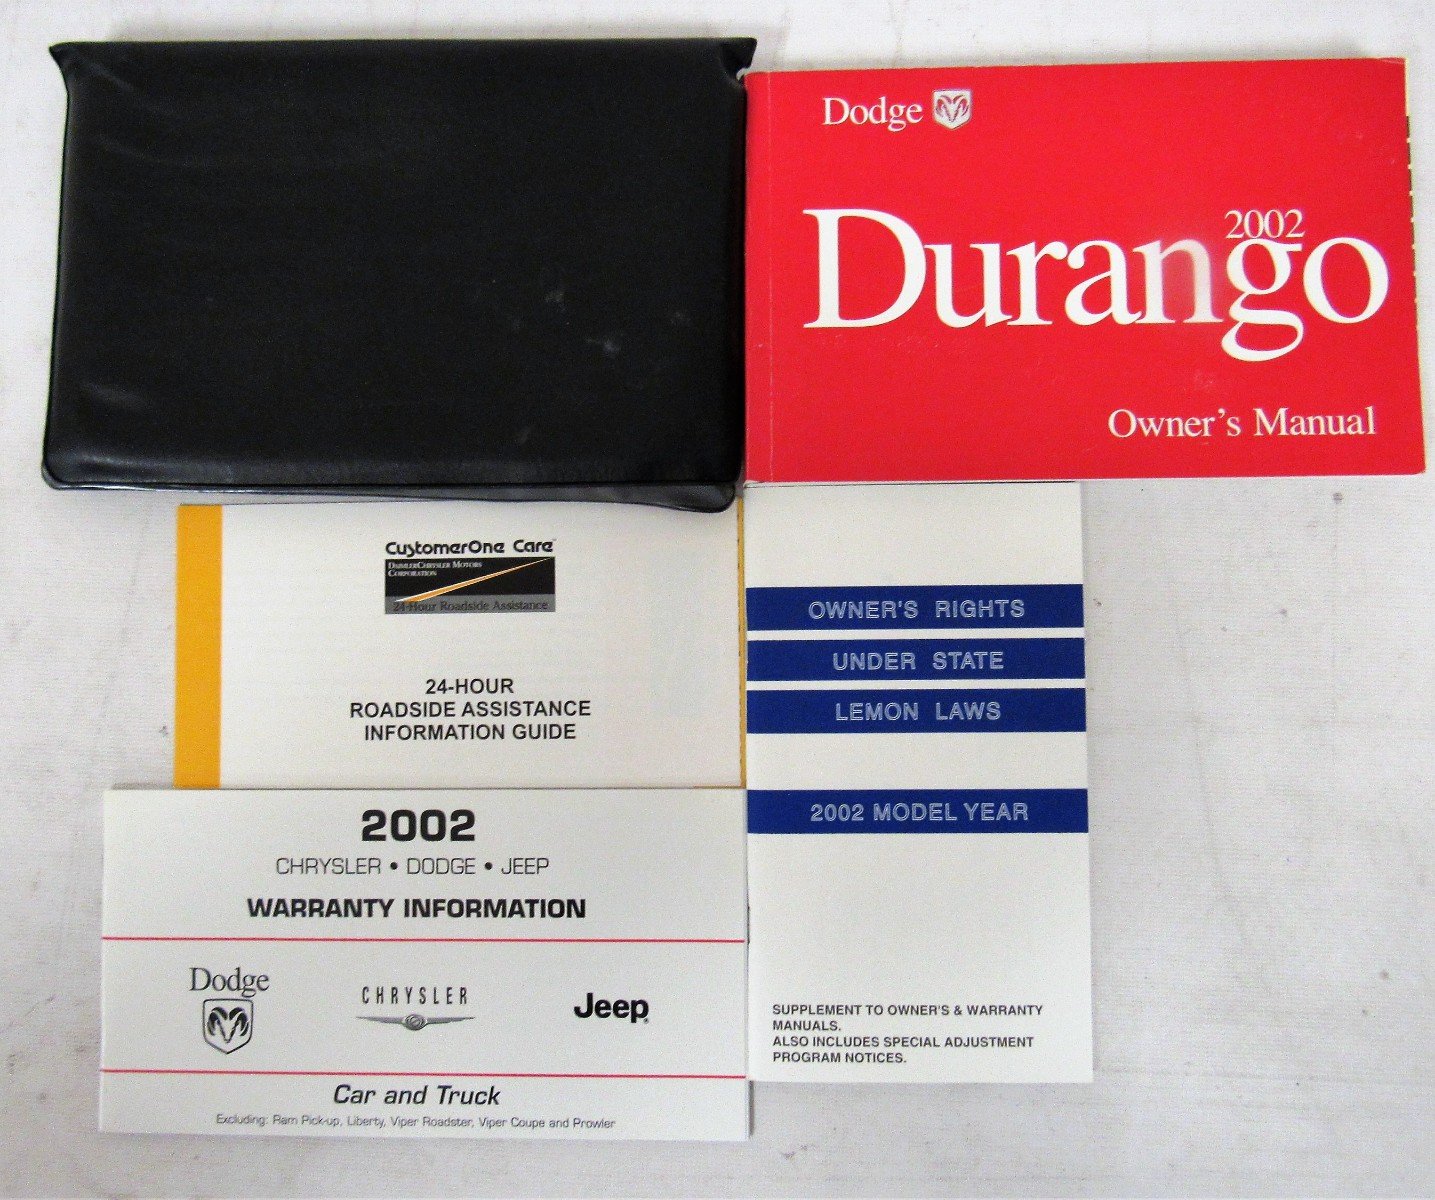 Dodge
2002
Durango
Owner's Manual
CustomerOne Care
DAIMLERCHRYSLER MOTORS
CORPORATION
24-Hour Roadside Assistance
24-HOUR
ROADSIDE ASSISTANCE
INFORMATION GUIDE
OWNER'S RIGHTS
UNDER STATE
LEMON LAWS
2002 MODEL YEAR
SUPPLEMENT TO OWNER'S & WARRANTY
MANUALS.
ALSO INCLUDES SPECIAL ADJUSTMENT
PROGRAM NOTICES.
2002
CHRYSLER • DODGE • JEEP
WARRANTY INFORMATION
Dodge
CHRYSLER
Jeep®
Car and Truck
Excluding: Ram Pick-up, Liberty, Viper Roadster, Viper Coupe and Prowler